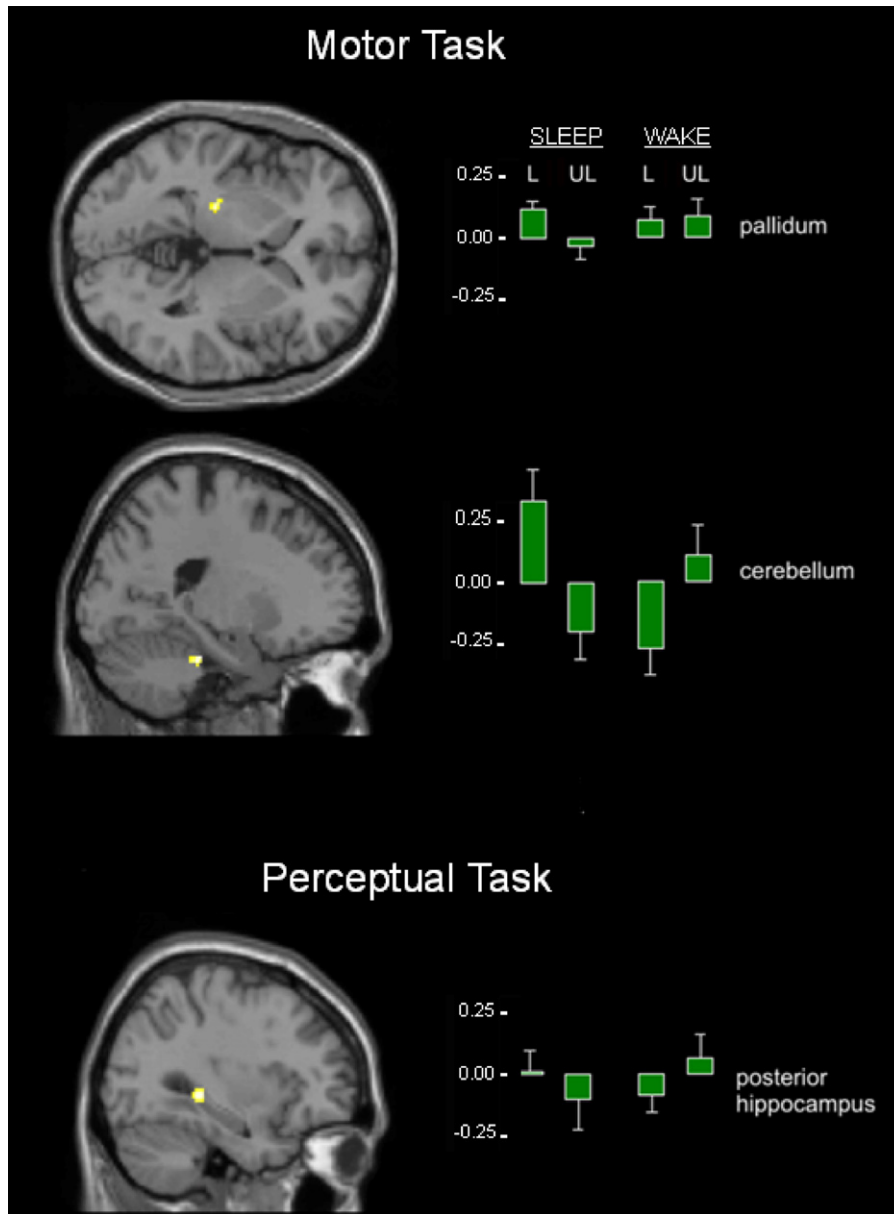 Motor Task
SLEEP WAKE
0.25 L UL L UL
0.00 pallidum
-0.25
0.25
0.00 cerebellum
-0.25
Perceptual Task
0.25
0.00 posterior
hippocampus
-0.25